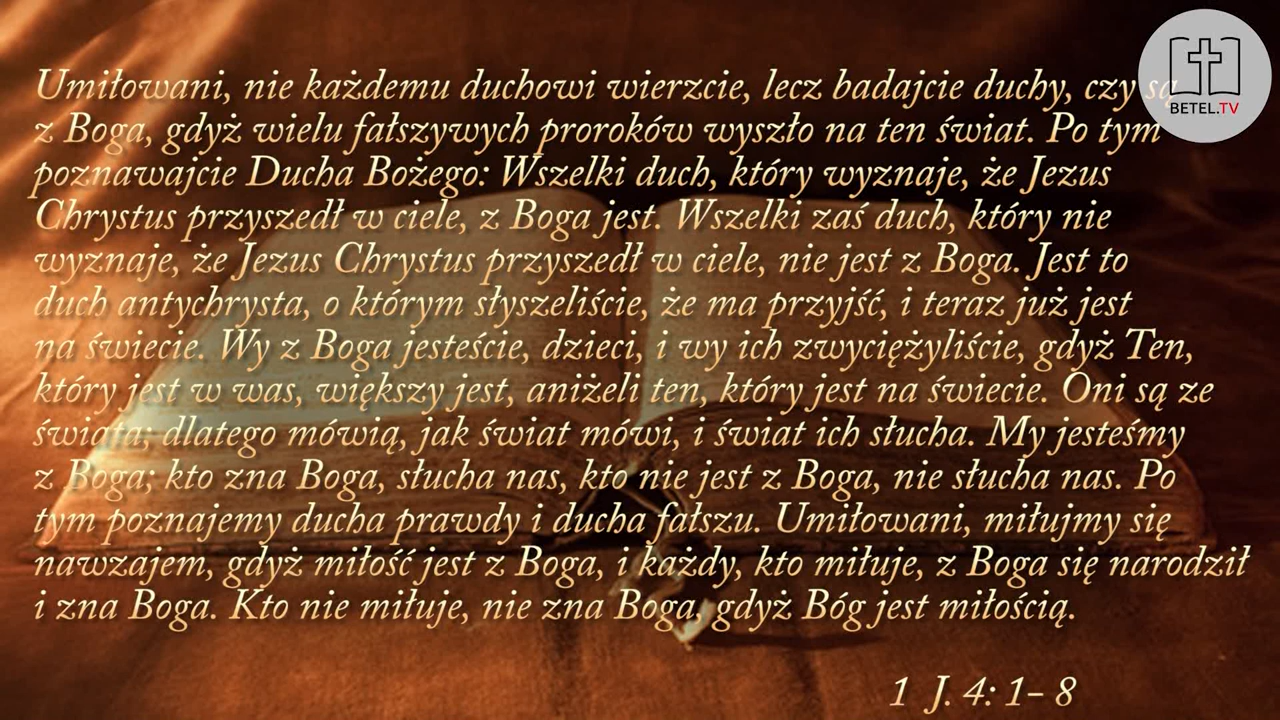 Umiłowani, nie każdemu duchowi wierzcie, lecz badajcie duchy, czy są
z Boga, gdyż wielu fałszywych proroków wyszło na ten świat. Po tym
poznawajcie Ducha Bożego: Wszelki duch, który wyznaje, że Jezus
Chrystus przyszedł w ciele, z Boga jest. Wszelki zaś duch, który nie
wyznaje, że Jezus Chrystus przyszedł w ciele, nie jest z Boga. Jest to
duch antychrysta, o którym słyszeliście, że ma przyjść, i teraz już jest
na świecie. Wy z Boga jesteście, dzieci, i wy ich zwyciężyliście, gdyż Ten,
który jest w was, większy jest, aniżeli ten, który jest na świecie. Oni są ze
świata; dlatego mówią, jak świat mówi, i świat ich słucha. My jesteśmy
z Boga; kto zna Boga, słucha nas, kto nie jest z Boga, nie słucha nas. Po
tym poznajemy ducha prawdy i ducha fałszu. Umiłowani, miłujmy się
nawzajem, gdyż miłość jest z Boga, i każdy, kto miłuje, z Boga się narodził
i zna Boga. Kto nie miłuje, nie zna Boga, gdyż Bóg jest miłością.
1 J. 4: 1– 8
BETEL.TV